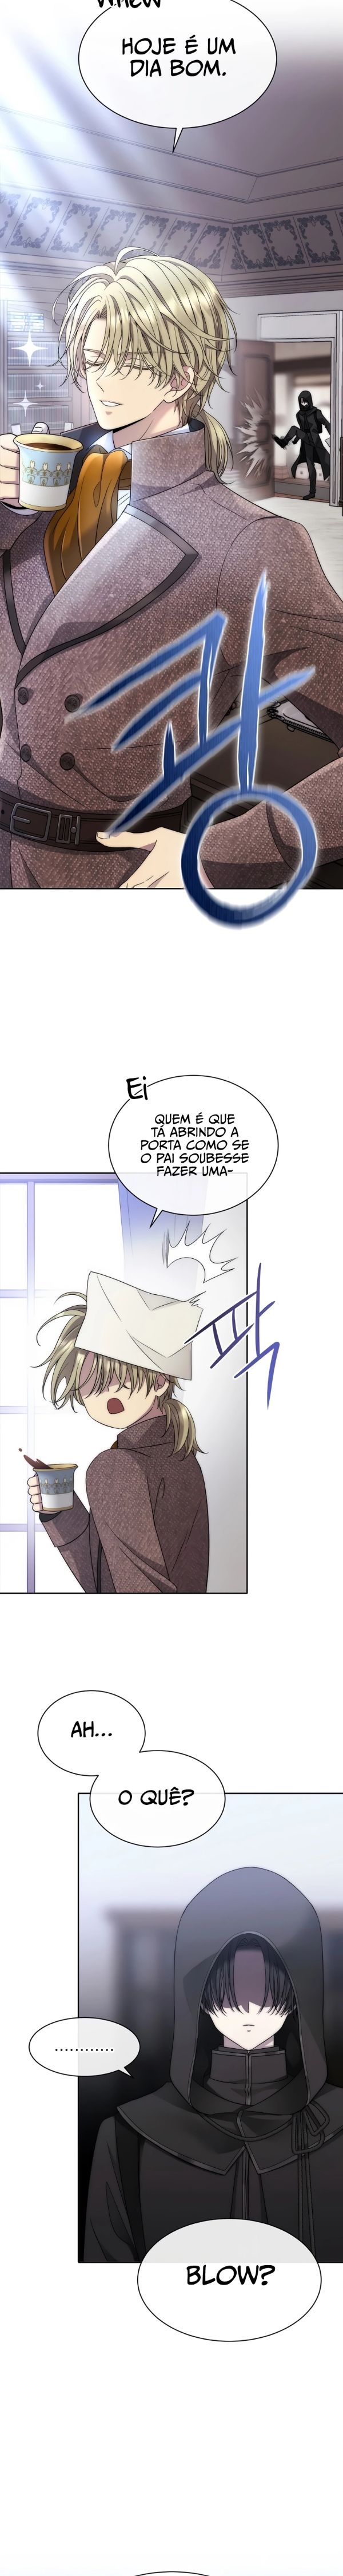 HOJE É UM
DIA BOM.
쾅
Ei
QUEM É QUE
TÁ ABRINDO A
PORTA COMO SE
O PAI SOUBESSE
FAZER UMA-
팍
AH...
O QUÊ?
............
BLOW?